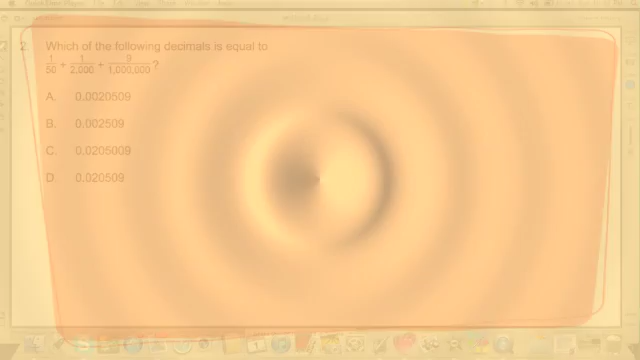 2. Which of the following decimals is equal to
1/50 + 1/2,000 + 9/1,000,000 ?
A. 0.0020509
B. 0.002509
C. 0.0205009
D. 0.020509